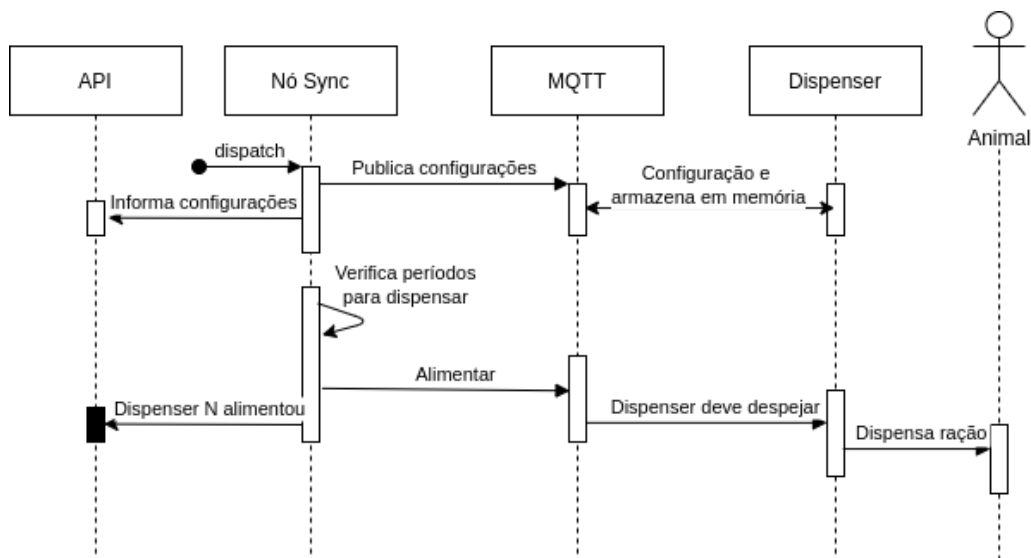 API
Nó Sync
MQTT
Dispenser
Animal
dispatch
Publica configurações
Configuração e
armazena em memória
Informa configurações
Verifica períodos
para dispensar
Alimentar
Dispenser N alimentou
Dispenser deve despejar
Dispensa ração